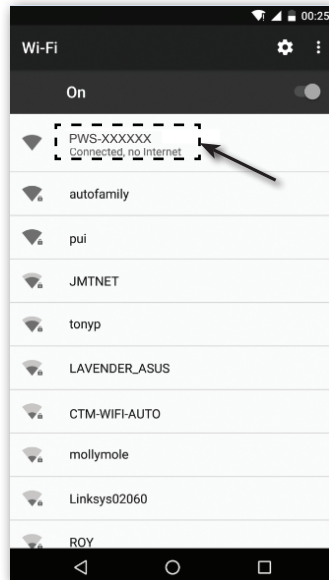 00:25
Wi-Fi
On
PWS-XXXXXX
Connected, no Internet
autofamily
pui
JMTNET
tonyp
LAVENDER_ASUS
CTM-WIFI-AUTO
mollymole
Linksys02060
ROY